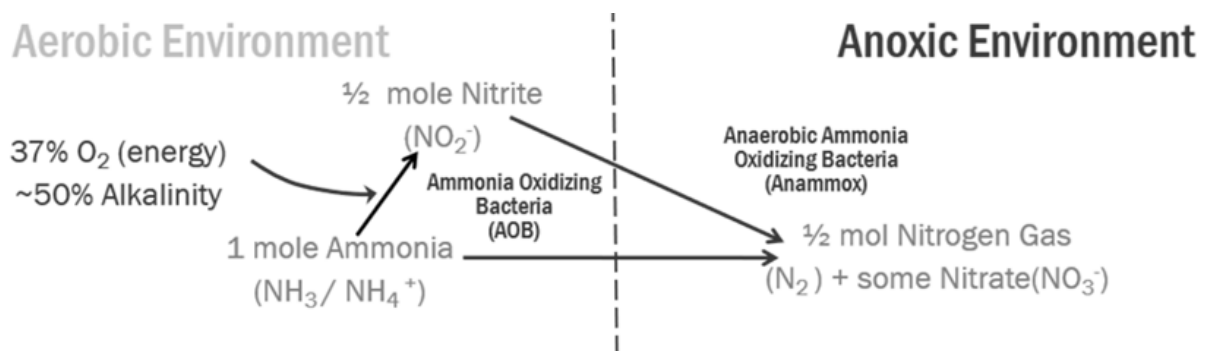 Aerobic Environment
Anoxic Environment
½ mole Nitrite
(NO₂⁻)
37% O₂ (energy)
~50% Alkalinity
Ammonia Oxidizing
Bacteria
(AOB)
1 mole Ammonia
(NH₃/ NH₄⁺)
Anaerobic Ammonia
Oxidizing Bacteria
(Anammox)
½ mol Nitrogen Gas
(N₂) + some Nitrate(NO₃⁻)